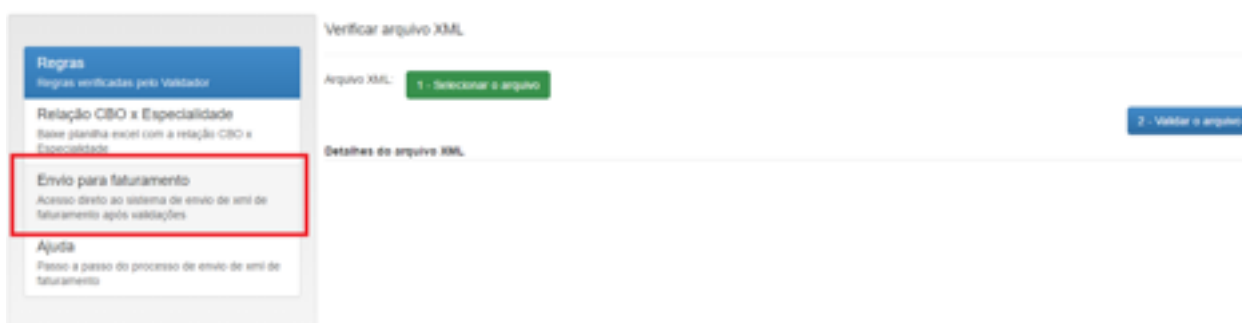 Verificar arquivo XML
Regras
Regras verificadas pelo Validador
Arquivo XML:
1 - Selecionar o arquivo
Relação CBO x Especialidade
Baixe planilha excel com a relação CBO x
Especialidade
2 - Validar o arquivo
Detalhes do arquivo XML
Envio para faturamento
Acesso direto ao sistema de envio de xml de
faturamento após validações
Ajuda
Passo a passo do processo de envio de xml de
faturamento